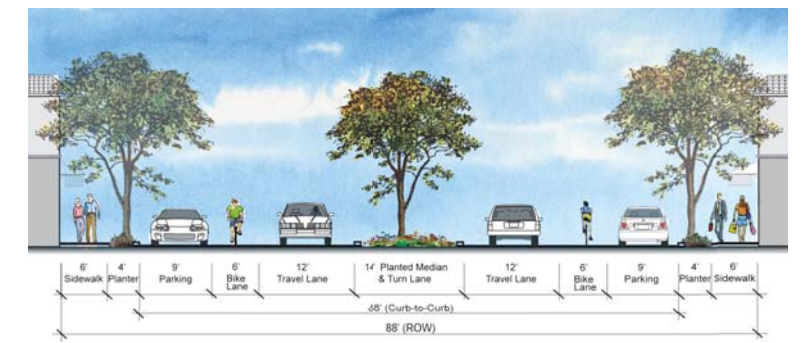 6' 4' 9' 6' 12' 14' Planted Median 12' 6' 9' 4' 6'
Sidewalk Planter Parking Bike Travel Lane & Turn Lane Travel Lane Bike Parking Planter Sidewalk
Lane Lane
68' (Curb-to-Curb)
88' (ROW)